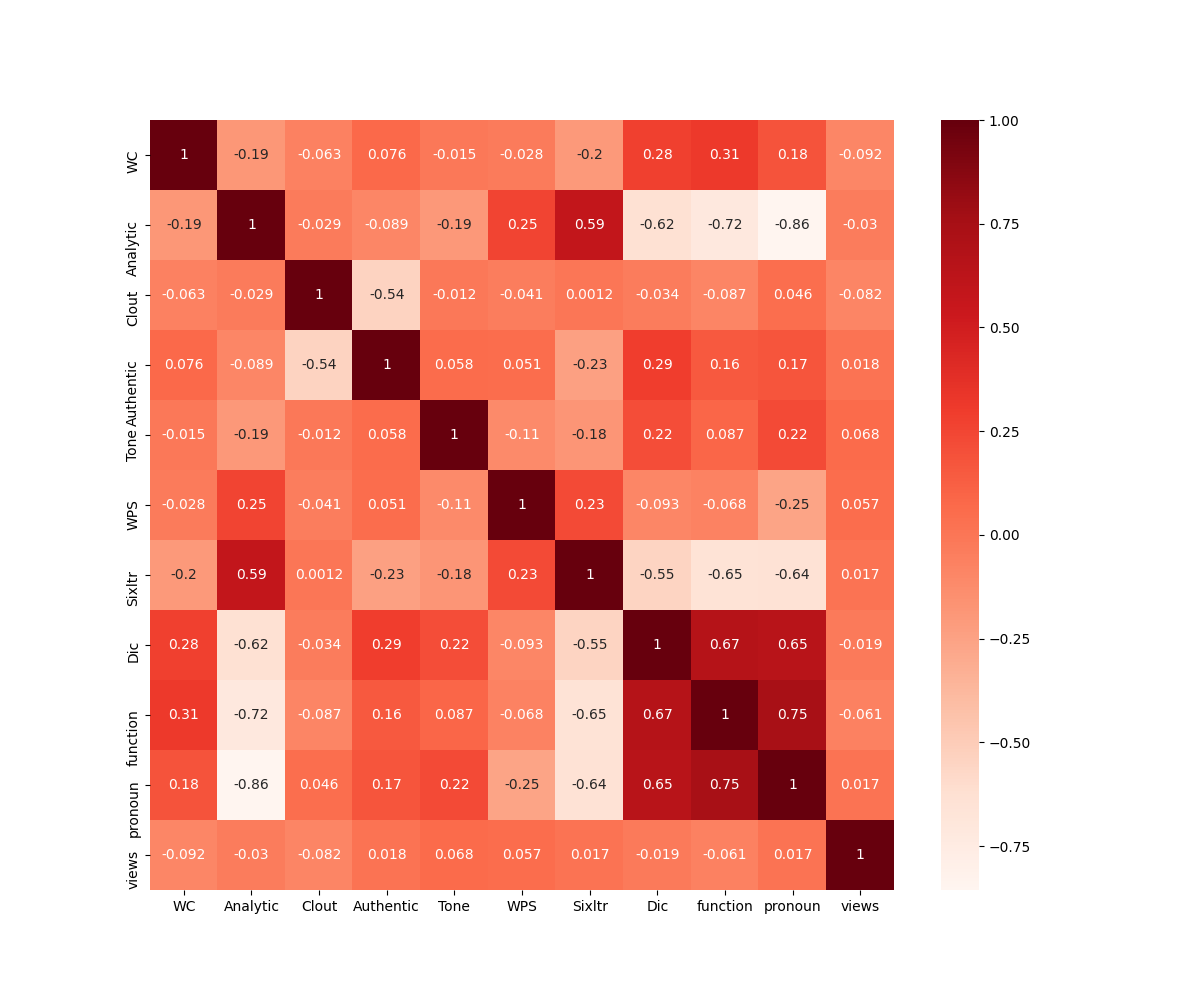 WC 1 -0.19 -0.063 0.076 -0.015 -0.028 -0.2 0.28 0.31 0.18 -0.092
Analytic -0.19 1 -0.029 -0.089 -0.19 0.25 0.59 -0.62 -0.72 -0.86 -0.03
Clout -0.063 -0.029 1 -0.54 -0.012 -0.041 0.0012 -0.034 -0.087 0.046 -0.082
Authentic 0.076 -0.089 -0.54 1 0.058 0.051 -0.23 0.29 0.16 0.17 0.018
Tone -0.015 -0.19 -0.012 0.058 1 -0.11 -0.18 0.22 0.087 0.22 0.068
WPS -0.028 0.25 -0.041 0.051 -0.11 1 0.23 -0.093 -0.068 -0.25 0.057
Sixltr -0.2 0.59 0.0012 -0.23 -0.18 0.23 1 -0.55 -0.65 -0.64 0.017
Dic 0.28 -0.62 -0.034 0.29 0.22 -0.093 -0.55 1 0.67 0.65 -0.019
function 0.31 -0.72 -0.087 0.16 0.087 -0.068 -0.65 0.67 1 0.75 -0.061
pronoun 0.18 -0.86 0.046 0.17 0.22 -0.25 -0.64 0.65 0.75 1 0.017
views -0.092 -0.03 -0.082 0.018 0.068 0.057 0.017 -0.019 -0.061 0.017 1
WC Analytic Clout Authentic Tone WPS Sixltr Dic function pronoun views
1.00
0.75
0.50
0.25
0.00
−0.25
−0.50
−0.75